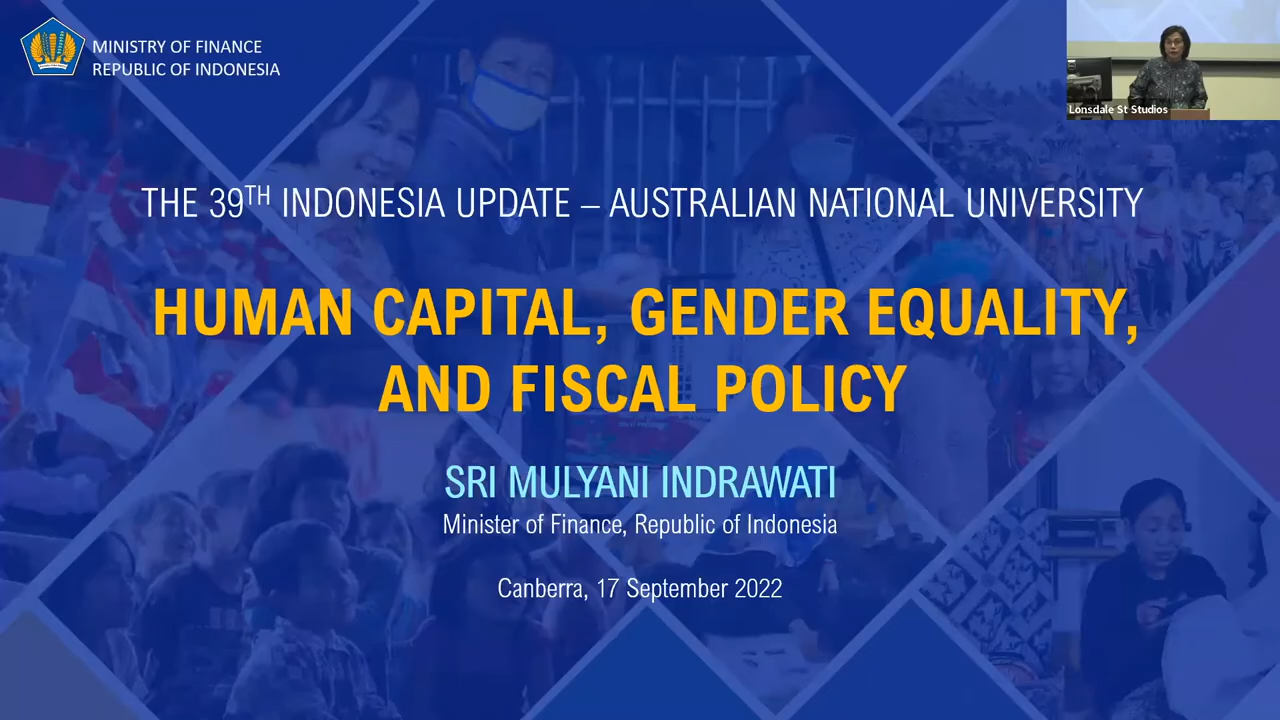 MINISTRY OF FINANCE
REPUBLIC OF INDONESIA
Lonsdale St Studios
THE 39TH INDONESIA UPDATE – AUSTRALIAN NATIONAL UNIVERSITY
HUMAN CAPITAL, GENDER EQUALITY,
AND FISCAL POLICY
SRI MULYANI INDRAWATI
Minister of Finance, Republic of Indonesia
Canberra, 17 September 2022